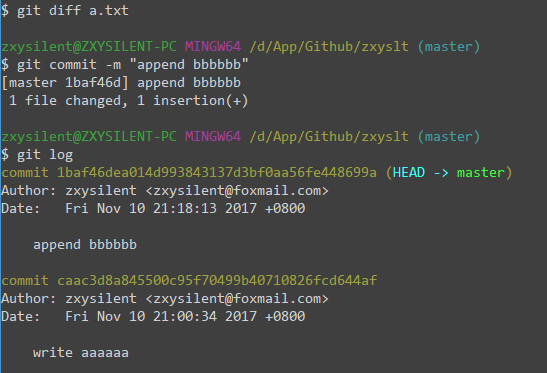 $ git diff a.txt
zxysilent@ZXYSILENT-PC MINGW64 /d/App/Github/zxyslt (master)
$ git commit -m "append bbbbbb"
[master 1baf46d] append bbbbbb
1 file changed, 1 insertion(+)
zxysilent@ZXYSILENT-PC MINGW64 /d/App/Github/zxyslt (master)
$ git log
commit 1baf46dea014d993843137d3bf0aa56fe448699a (HEAD -> master)
Author: zxysilent <zxysilent@foxmail.com>
Date:   Fri Nov 10 21:18:13 2017 +0800
append bbbbbb
commit caac3d8a845500c95f70499b40710826fcd644af
Author: zxysilent <zxysilent@foxmail.com>
Date:   Fri Nov 10 21:00:34 2017 +0800
write aaaaaa